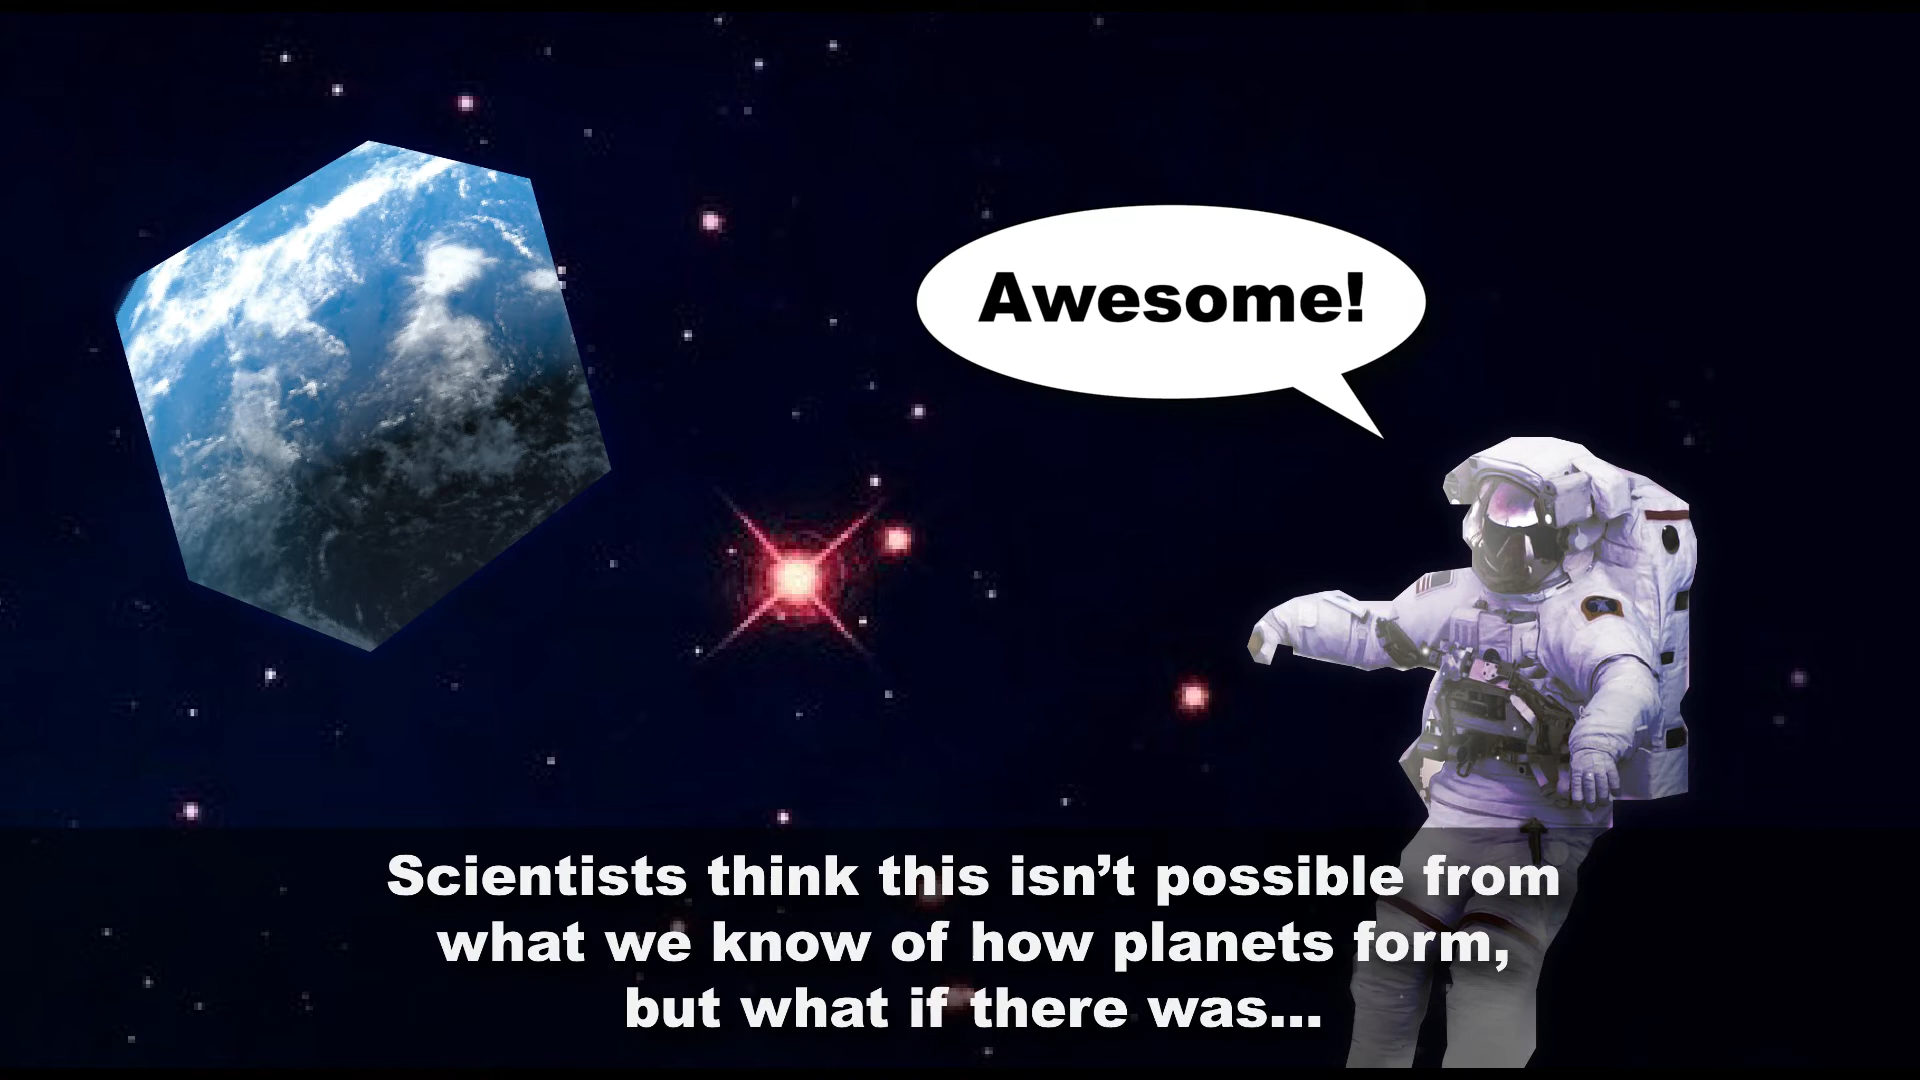 Awesome!
Scientists think this isn’t possible from
what we know of how planets form,
but what if there was...